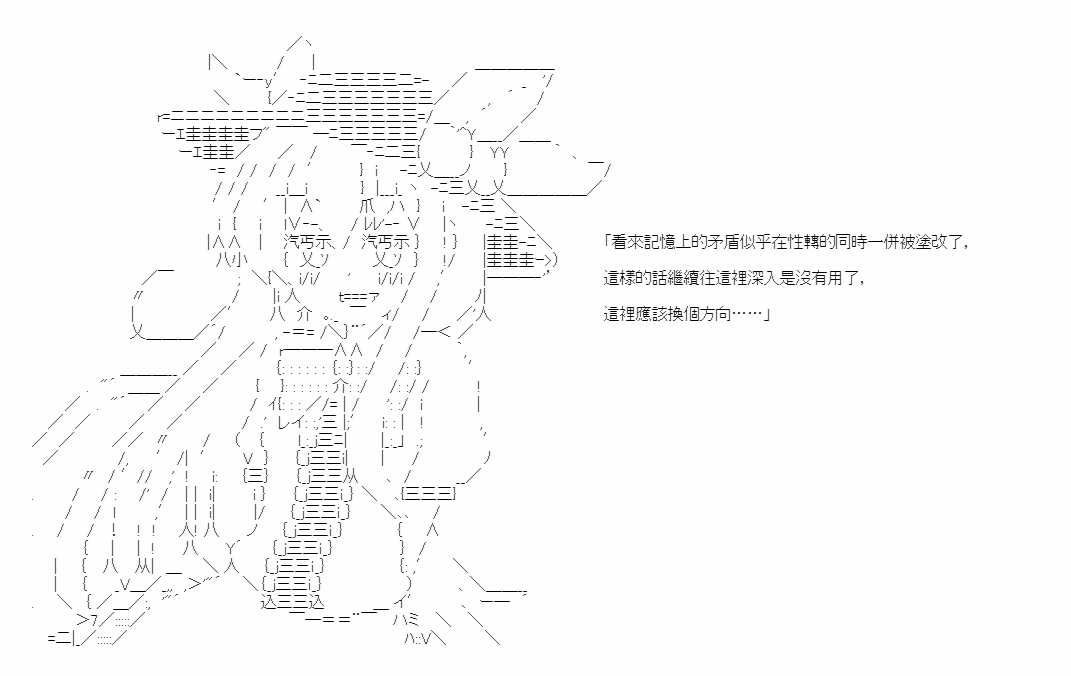 「看來記憶上的矛盾似乎在性轉的同時一併被塗改了，
這樣的話繼續往這裡深入是沒有用了，
這裡應該換個方向……」